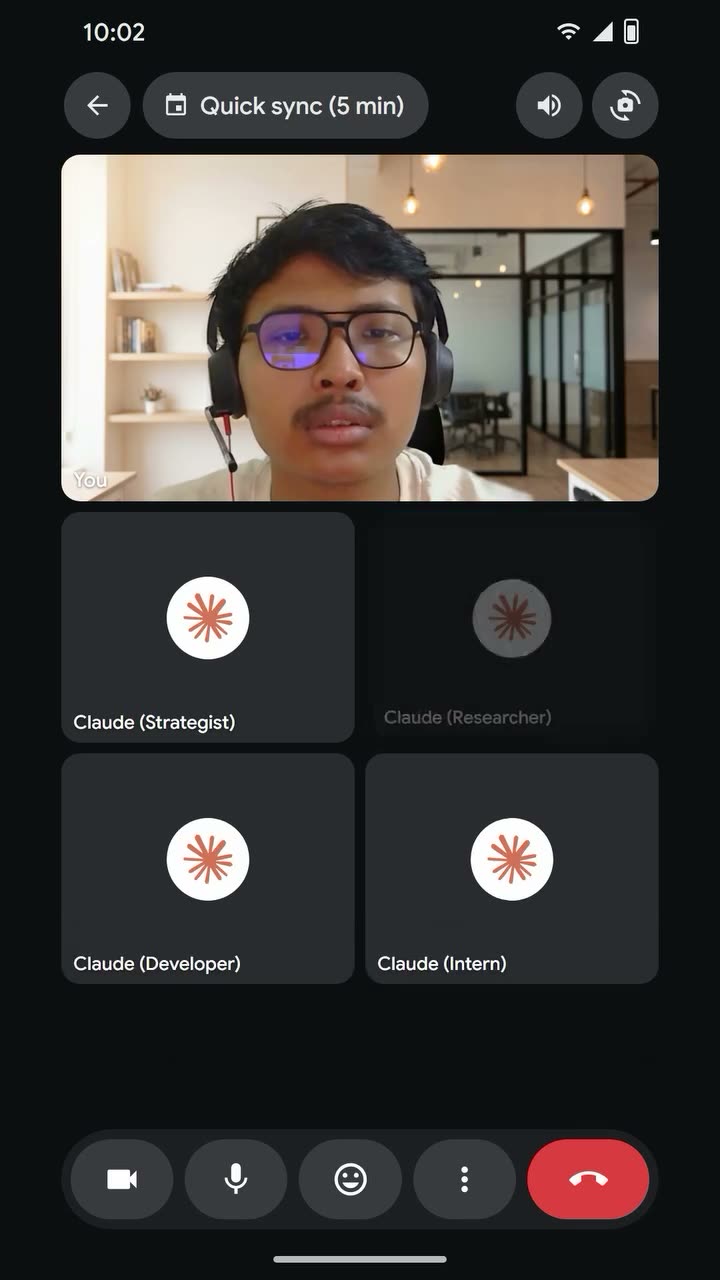 10:02
Quick sync (5 min)
You
Claude (Strategist)
Claude (Researcher)
Claude (Developer)
Claude (Intern)